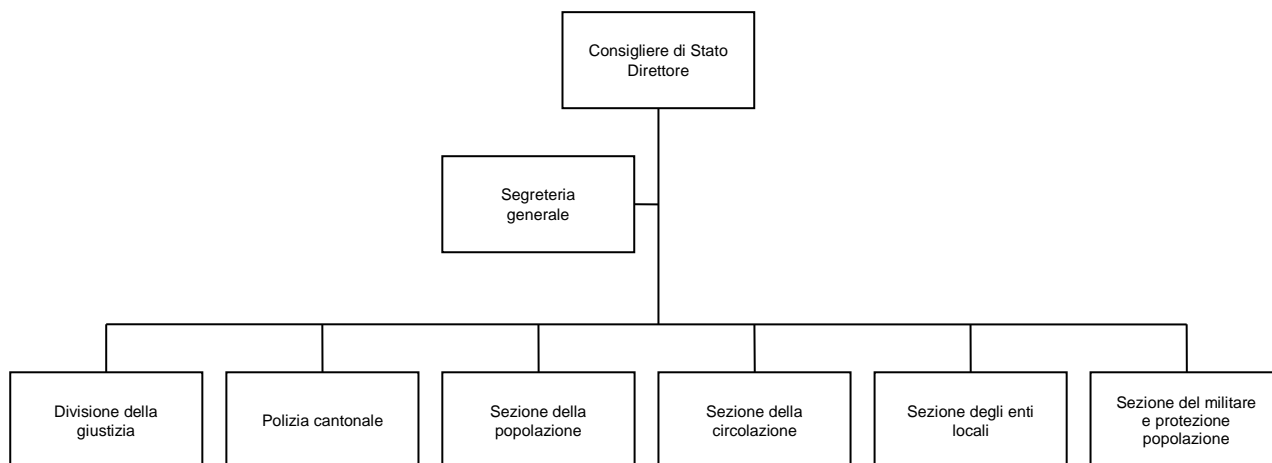 Consigliere di Stato
Direttore
Segreteria
generale
Divisione della
giustizia
Polizia cantonale
Sezione della
popolazione
Sezione della
circolazione
Sezione degli enti
locali
Sezione del militare
e protezione
popolazione